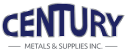 CENTURY
METALS & SUPPLIES INC.